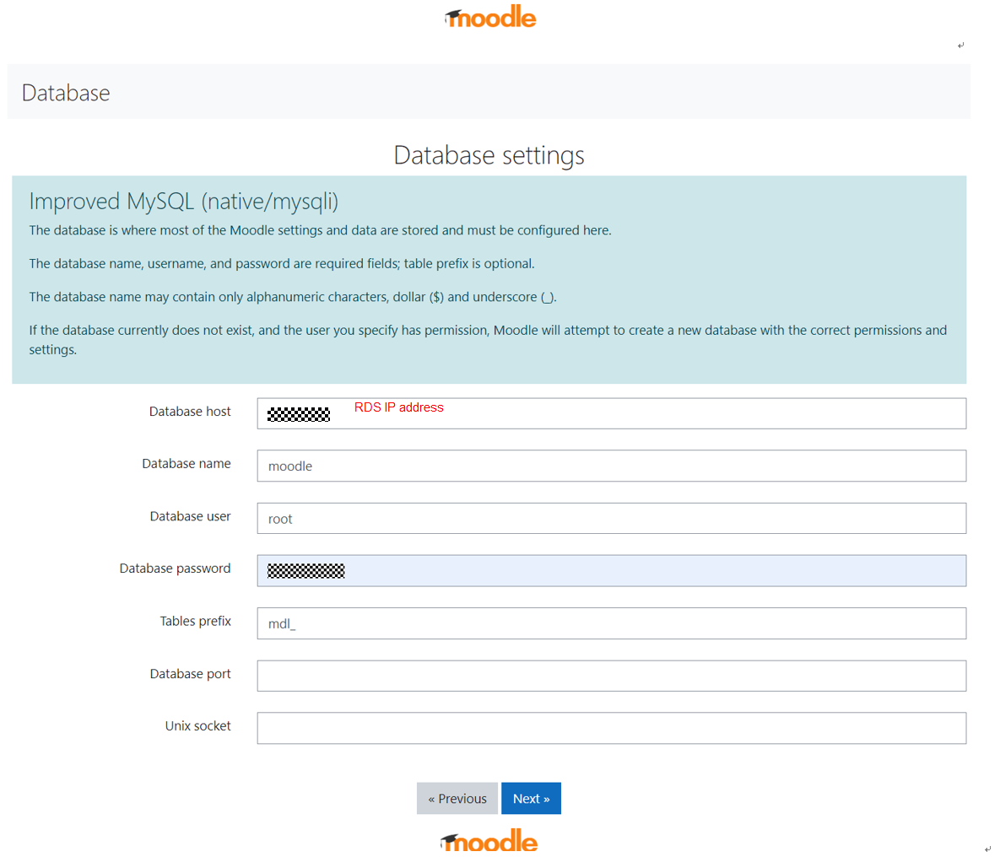 moodle
Database
Database settings
Improved MySQL (native/mysqli)
The database is where most of the Moodle settings and data are stored and must be configured here.
The database name, username, and password are required fields; table prefix is optional.
The database name may contain only alphanumeric characters, dollar ($) and underscore (_).
If the database currently does not exist, and the user you specify has permission, Moodle will attempt to create a new database with the correct permissions and
settings.
Database host RDS IP address
Database name moodle
Database user root
Database password
Tables prefix mdl_
Database port
Unix socket
« Previous Next »
moodle